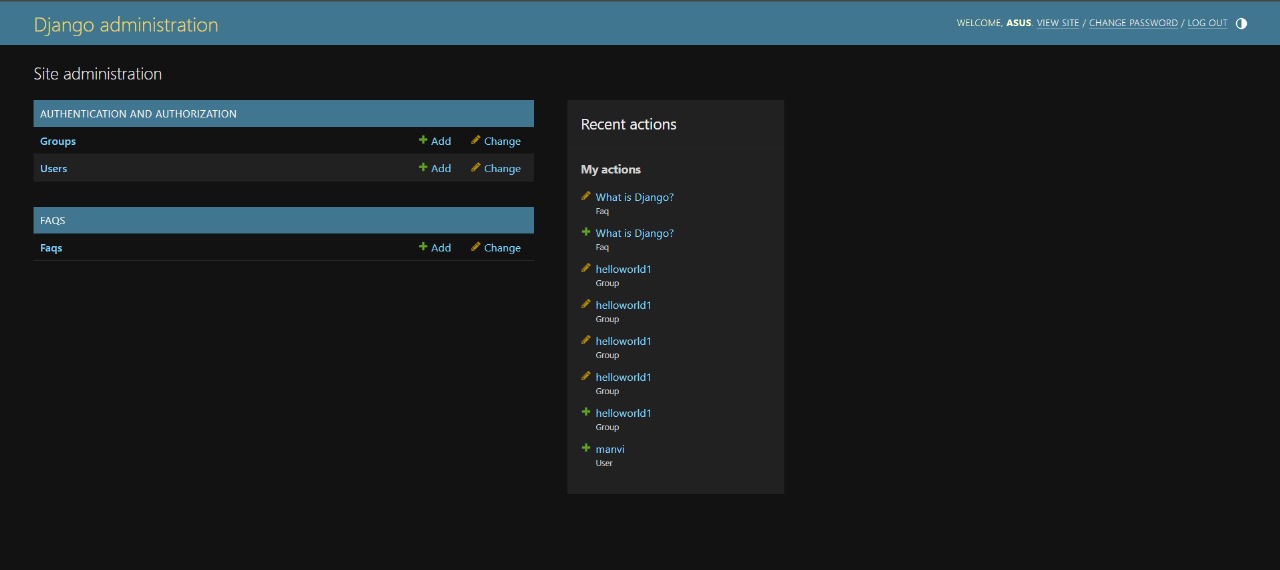 Django administration
WELCOME, ASUS. VIEW SITE / CHANGE PASSWORD / LOG OUT
Site administration
AUTHENTICATION AND AUTHORIZATION
Groups Add Change
Users Add Change
FAQS
Faqs Add Change
Recent actions
My actions
What is Django?
Faq
What is Django?
Faq
helloworld1
Group
helloworld1
Group
helloworld1
Group
helloworld1
Group
helloworld1
Group
manvi
User